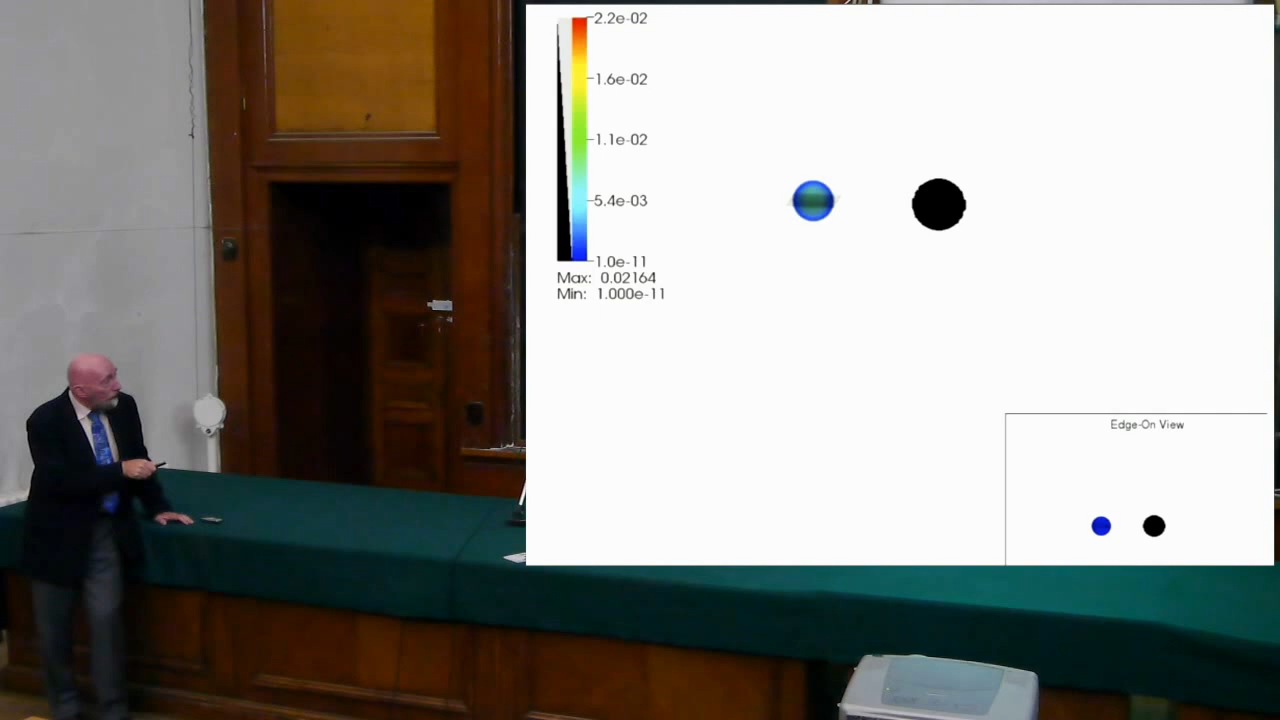 2.2e-02
1.6e-02
1.1e-02
5.4e-03
1.0e-11
Max: 0.02164
Min: 1.000e-11
Edge-On View